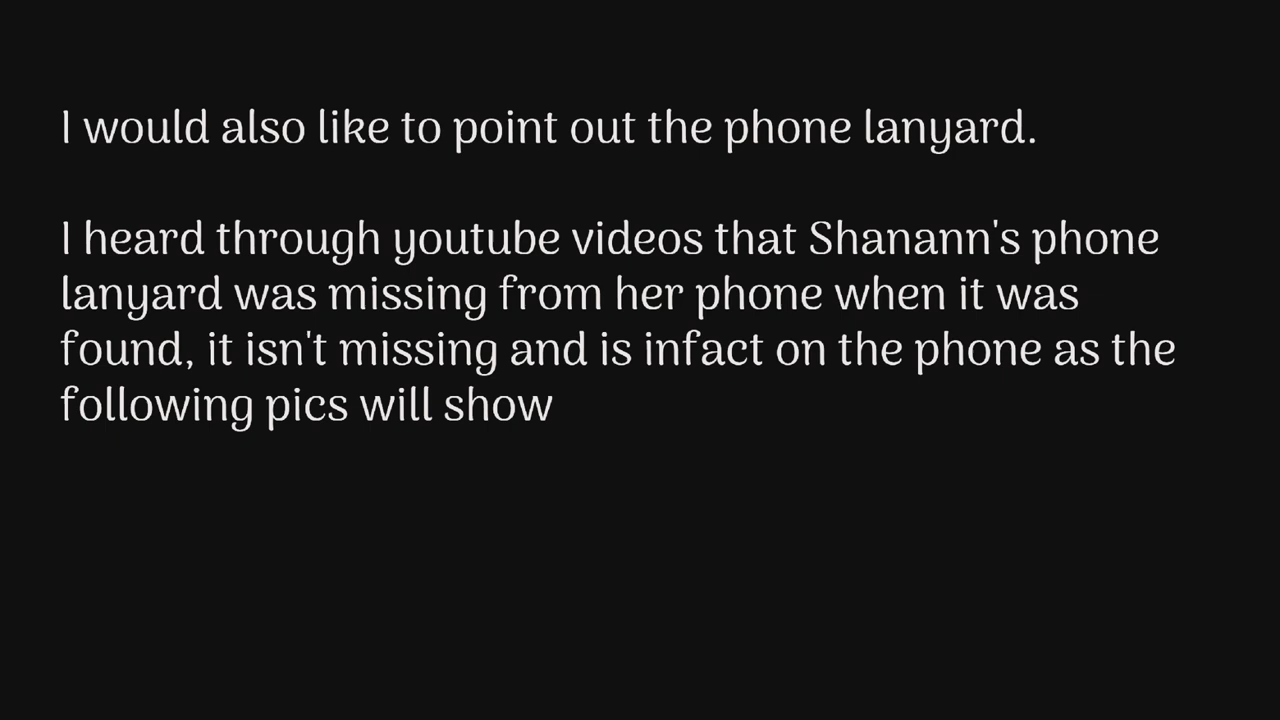 I would also like to point out the phone lanyard.
I heard through youtube videos that Shanann's phone
lanyard was missing from her phone when it was
found, it isn't missing and is infact on the phone as the
following pics will show